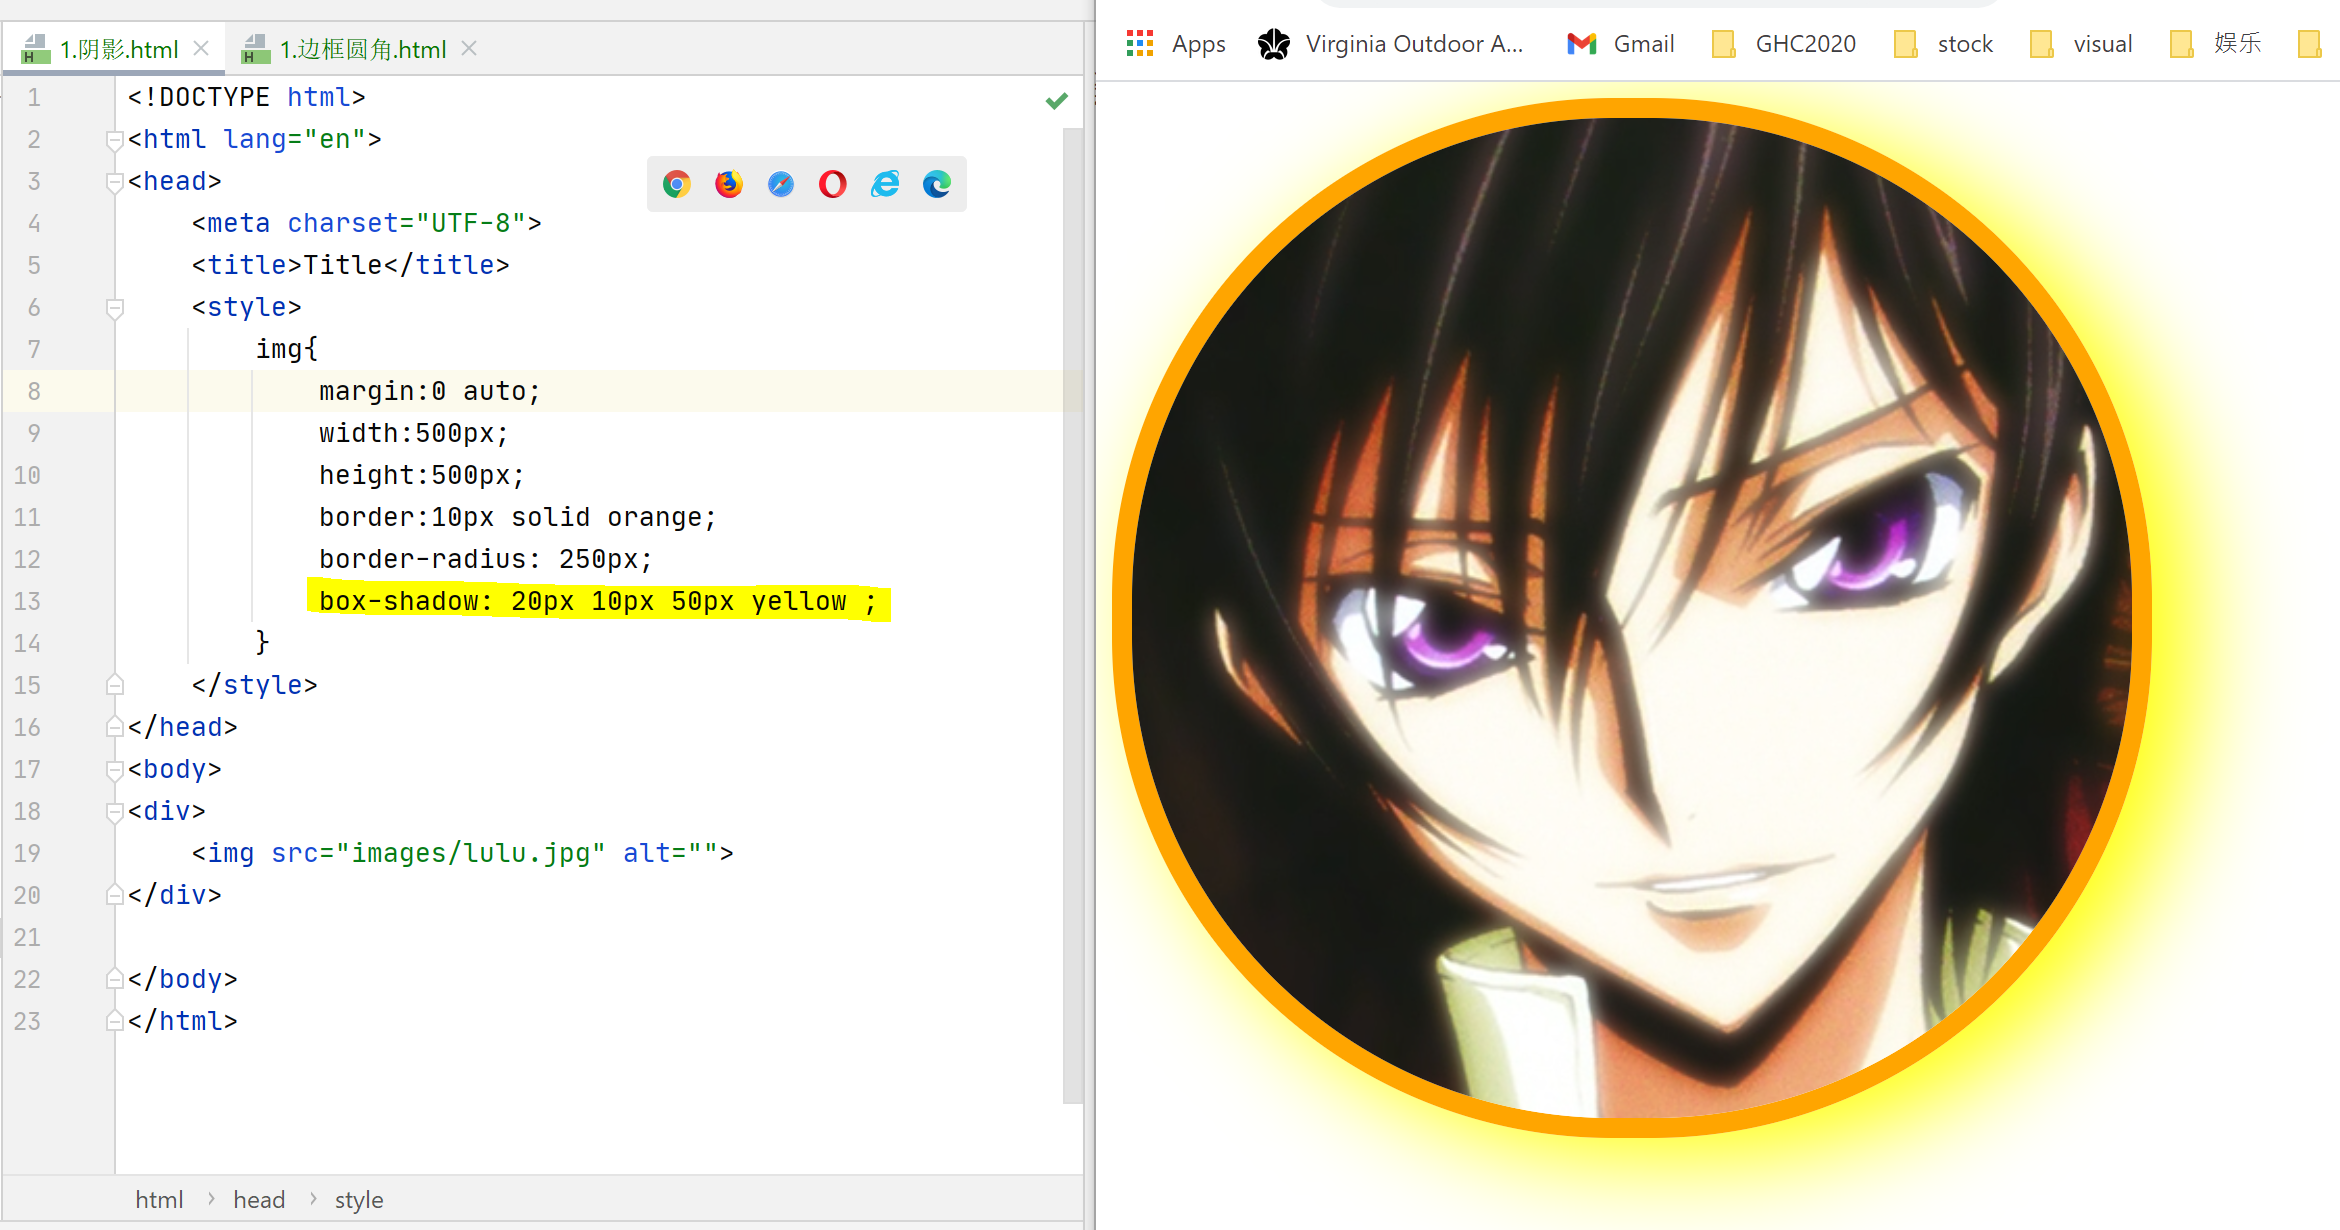 1.阴影.html 1.边框圆角.html
1 <!DOCTYPE html>
2 <html lang="en">
3 <head>
4 <meta charset="UTF-8">
5 <title>Title</title>
6 <style>
7 img{
8 margin:0 auto;
9 width:500px;
10 height:500px;
11 border:10px solid orange;
12 border-radius: 250px;
13 box-shadow: 20px 10px 50px yellow ;
14 }
15 </style>
16 </head>
17 <body>
18 <div>
19 <img src="images/lulu.jpg" alt="">
20 </div>
21
22 </body>
23 </html>
html › head › style
Apps Virginia Outdoor A... Gmail GHC2020 stock visual 娱乐